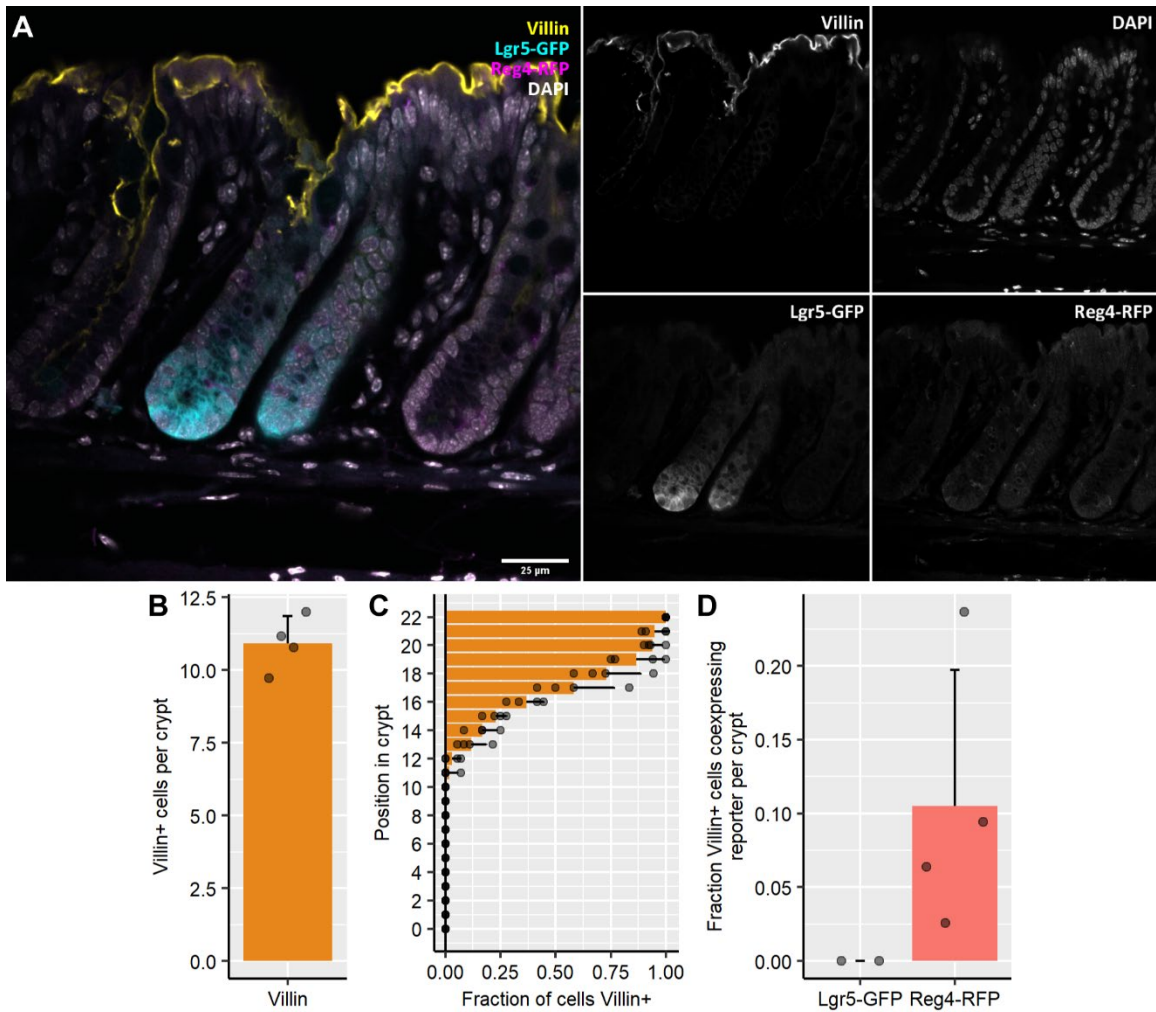 A
Villin
Lgr5-GFP
Reg4-RFP
DAPI
25 µm
Villin
DAPI
Lgr5-GFP
Reg4-RFP
B
Villin+ cells per crypt
12.5
10.0
7.5
5.0
2.5
0.0
Villin
C
Position in crypt
22
20
18
16
14
12
10
8
6
4
2
0
0.00 0.25 0.50 0.75 1.00
Fraction of cells Villin+
D
Fraction Villin+ cells coexpressing
reporter per crypt
0.20
0.15
0.10
0.05
0.00
Lgr5-GFP Reg4-RFP